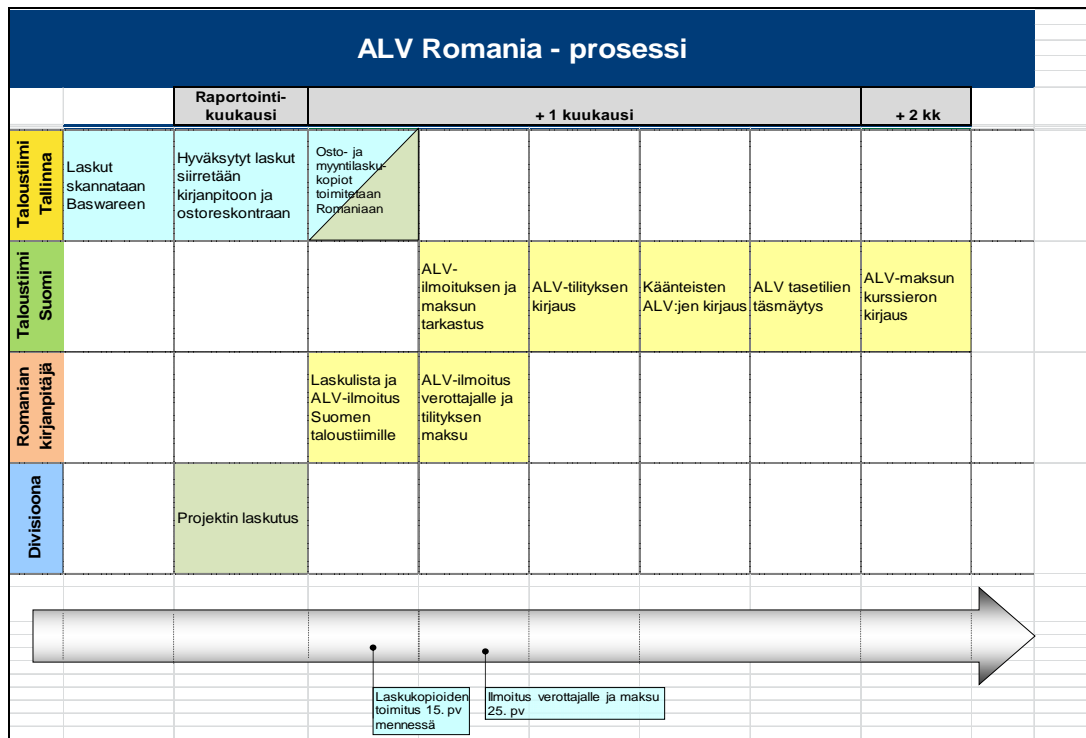 ALV Romania - prosessi
Raportointi-
kuukausi
+ 1 kuukausi
+ 2 kk
Taloustiimi
Tallinna
Laskut
skannataan
Baswareen
Hyväksytyt laskut
siirretään
kirjanpitoon ja
ostoreskontraan
Osto- ja
myyntilasku-
kopiot
toimitetaan
Romaniaan
Taloustiimi
Suomi
ALV-
ilmoituksen ja
maksun
tarkastus
ALV-tilityksen
kirjaus
Käänteisten
ALV:jen kirjaus
ALV tasetilien
täsmäytys
ALV-maksun
kurssieron
kirjaus
Romanian
kirjanpitäjä
Laskulista ja
ALV-ilmoitus
Suomen
taloustiimille
ALV-ilmoitus
verottajalle ja
tilityksen
maksu
Divisioona
Projektin laskutus
Laskukopioiden
toimitus 15. pv
mennessä
Ilmoitus verottajalle ja maksu
25. pv